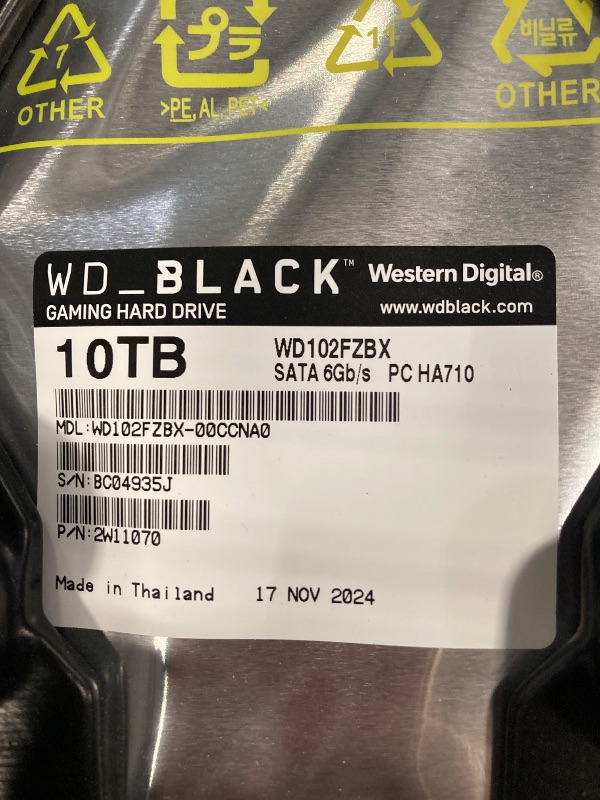 7
OTHER
プラ
>PE, AL, PET<
11
비닐류
OTHER
WD_BLACK™
GAMING HARD DRIVE
Western Digital®
www.wdblack.com
10TB
WD102FZBX
SATA 6Gb/s PC HA710
MDL:WD102FZBX-00CCNA0
S/N:BC04935J
P/N:2W11070
Made in Thailand 17 NOV 2024